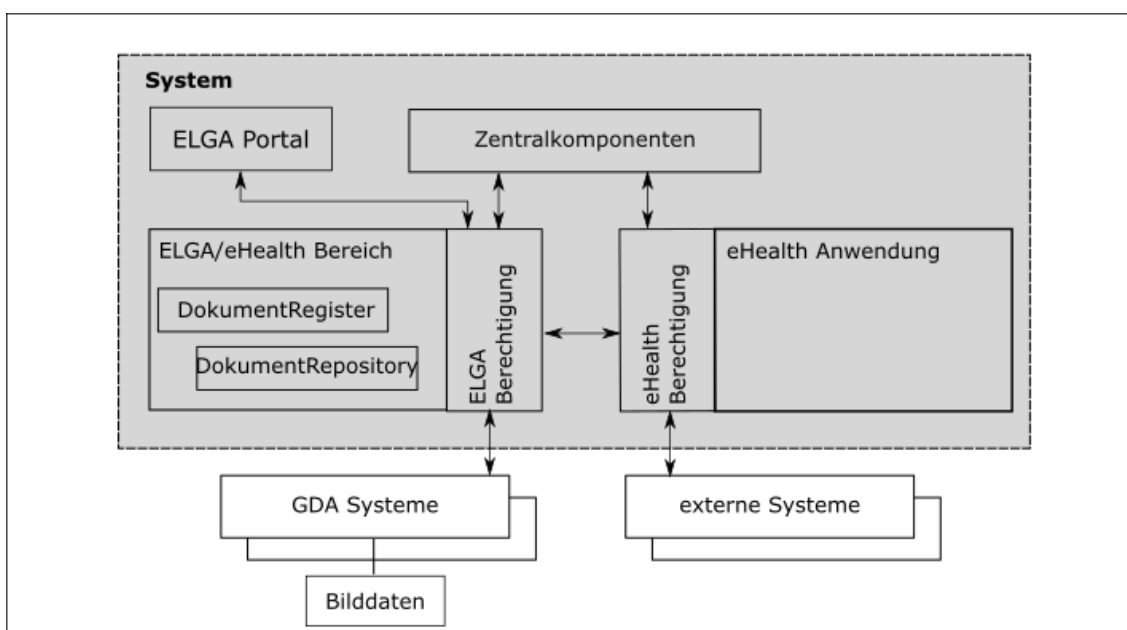 System
ELGA Portal
Zentralkomponenten
ELGA/eHealth Bereich
DokumentRegister
DokumentRepository
ELGA
Berechtigung
eHealth
Berechtigung
eHealth Anwendung
GDA Systeme
externe Systeme
Bilddaten